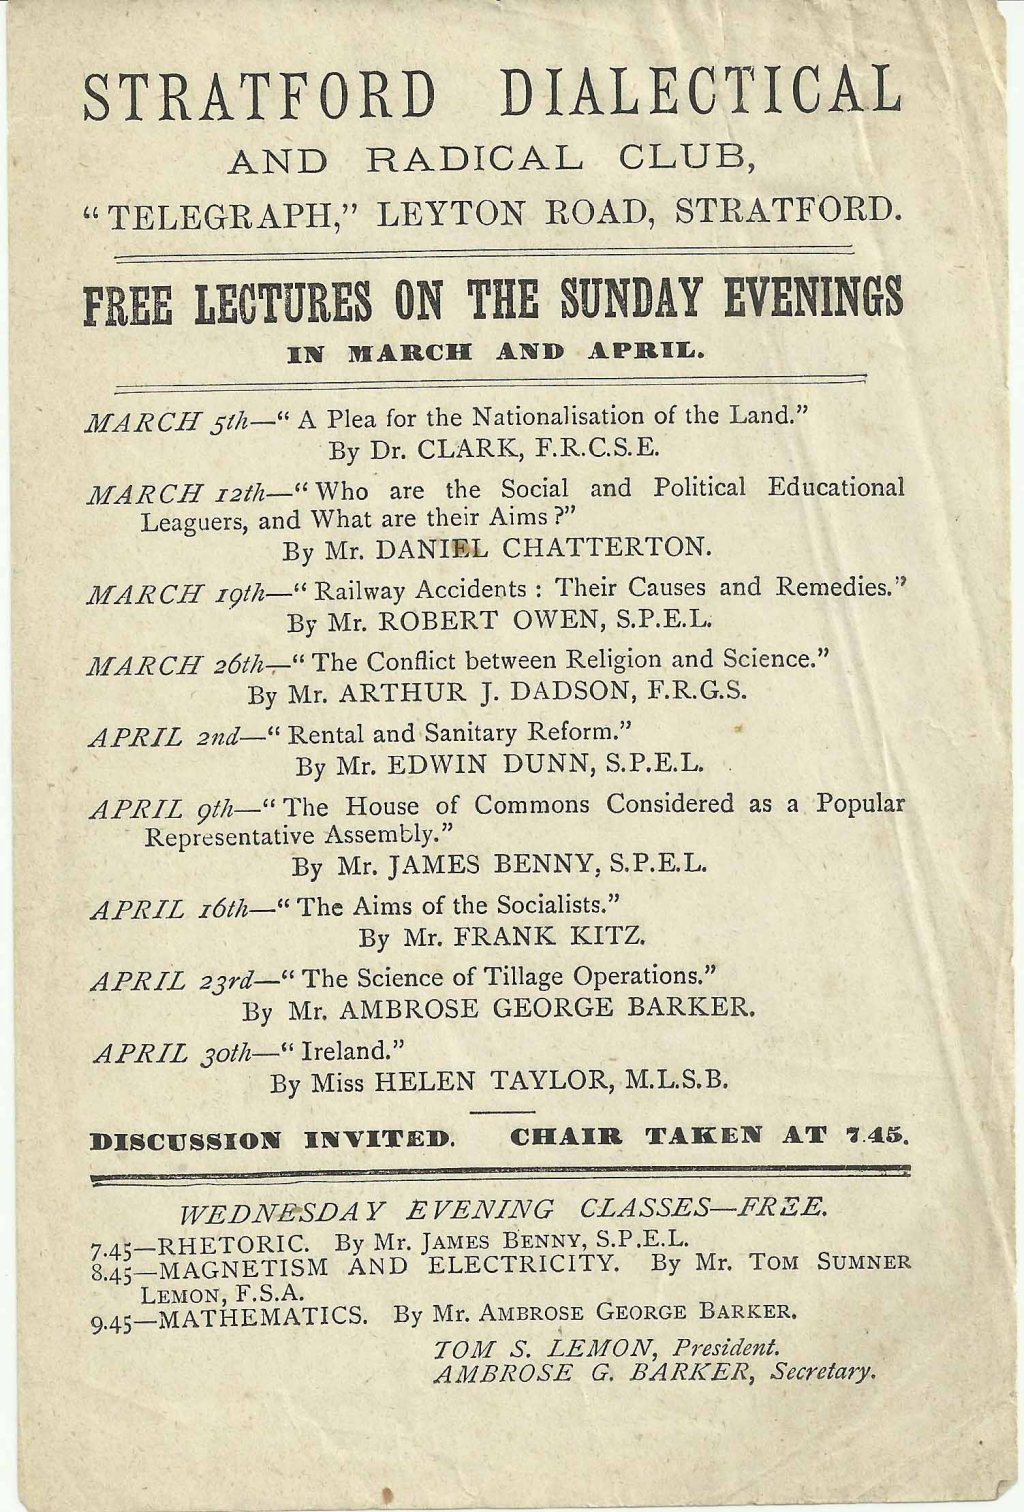 STRATFORD DIALECTICAL
AND RADICAL CLUB,
“TELEGRAPH,” LEYTON ROAD, STRATFORD.
FREE LECTURES ON THE SUNDAY EVENINGS
IN MARCH AND APRIL.
MARCH 5th—“ A Plea for the Nationalisation of the Land.”
By Dr. CLARK, F.R.C.S.E.
MARCH 12th—“ Who are the Social and Political Educational
Leaguers, and What are their Aims ?”
By Mr. DANIEL CHATTERTON.
MARCH 19th—“ Railway Accidents : Their Causes and Remedies.”
By Mr. ROBERT OWEN, S.P.E.L.
MARCH 26th—“ The Conflict between Religion and Science.”
By Mr. ARTHUR J. DADSON, F.R.G.S.
APRIL 2nd—“ Rental and Sanitary Reform.”
By Mr. EDWIN DUNN, S.P.E.L.
APRIL 9th—“ The House of Commons Considered as a Popular
Representative Assembly.”
By Mr. JAMES BENNY, S.P.E.L.
APRIL 16th—“ The Aims of the Socialists.”
By Mr. FRANK KITZ.
APRIL 23rd—“ The Science of Tillage Operations.”
By Mr. AMBROSE GEORGE BARKER.
APRIL 30th—“ Ireland.”
By Miss HELEN TAYLOR, M.L.S.B.
DISCUSSION INVITED. CHAIR TAKEN AT 7.45.
WEDNESDAY EVENING CLASSES—FREE.
7.45—RHETORIC. By Mr. JAMES BENNY, S.P.E.L.
8.45—MAGNETISM AND ELECTRICITY. By Mr. TOM SUMNER
LEMON, F.S.A.
9.45—MATHEMATICS. By Mr. AMBROSE GEORGE BARKER.
TOM S. LEMON, President.
AMBROSE G. BARKER, Secretary.